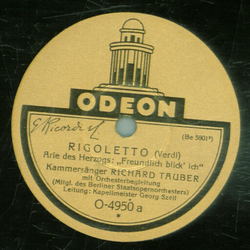 ODEON
G. Ricordi
(Be 5901²)
RIGOLETTO (Verdi)
Arie des Herzogs: „Freundlich blick' ich"
Kammersänger RICHARD TAUBER
mit Orchesterbegleitung
(Mitgl. des Berliner Staatsopernorchesters)
Leitung: Kapellmeister Georg Szell
O-4950 a